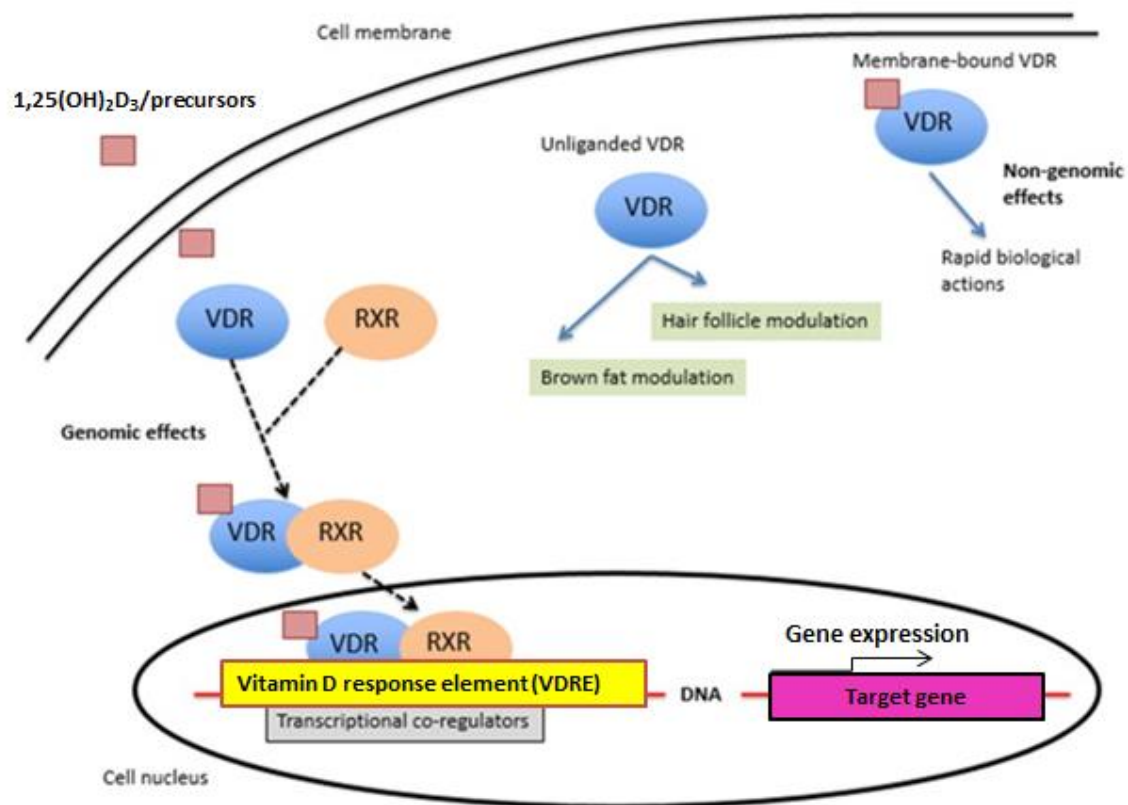 Cell membrane
Membrane-bound VDR
1,25(OH)₂D₃/precursors
VDR
Unliganded VDR
Non-genomic
effects
VDR
Rapid biological
actions
VDR
RXR
Hair follicle modulation
Brown fat modulation
Genomic effects
VDR
RXR
VDR
RXR
Gene expression
Vitamin D response element (VDRE)
DNA
Target gene
Transcriptional co-regulators
Cell nucleus